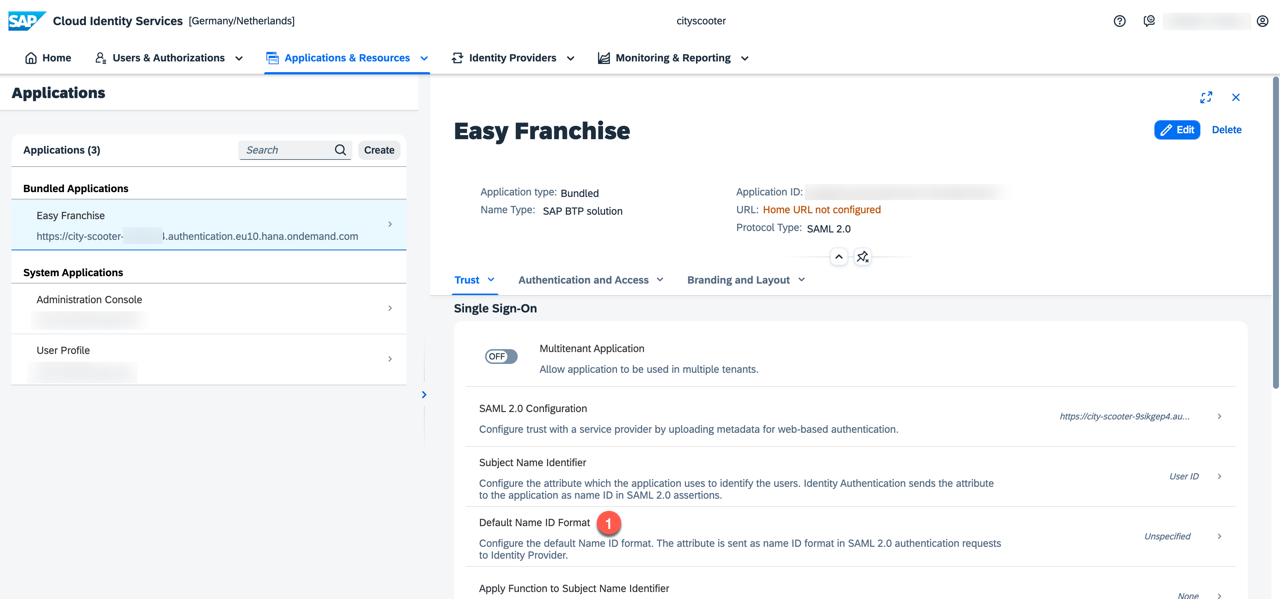 SAP Cloud Identity Services [Germany/Netherlands]
cityscooter
Home
Users & Authorizations
Applications & Resources
Identity Providers
Monitoring & Reporting
Applications
Applications (3)
Search
Create
Bundled Applications
Easy Franchise
https://city-scooter-
.authentication.eu10.hana.ondemand.com
System Applications
Administration Console
User Profile
Easy Franchise
Edit
Delete
Application type: Bundled
Name Type: SAP BTP solution
Application ID:
URL: Home URL not configured
Protocol Type: SAML 2.0
Trust
Authentication and Access
Branding and Layout
Single Sign-On
OFF
Multitenant Application
Allow application to be used in multiple tenants.
SAML 2.0 Configuration
Configure trust with a service provider by uploading metadata for web-based authentication.
https://city-scooter-9sikgep4.au...
Subject Name Identifier
Configure the attribute which the application uses to identify the users. Identity Authentication sends the attribute
to the application as name ID in SAML 2.0 assertions.
User ID
Default Name ID Format 1
Configure the default Name ID format. The attribute is sent as name ID format in SAML 2.0 authentication requests
to Identity Provider.
Unspecified
Apply Function to Subject Name Identifier
None